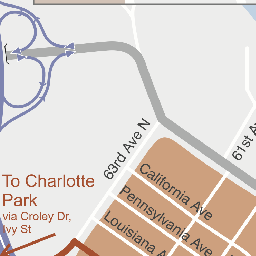 63rd Ave N
61st
California Ave
Pennsylvania Ave
Louisiana A
To Charlotte
Park
via Croley Dr,
Ivy St